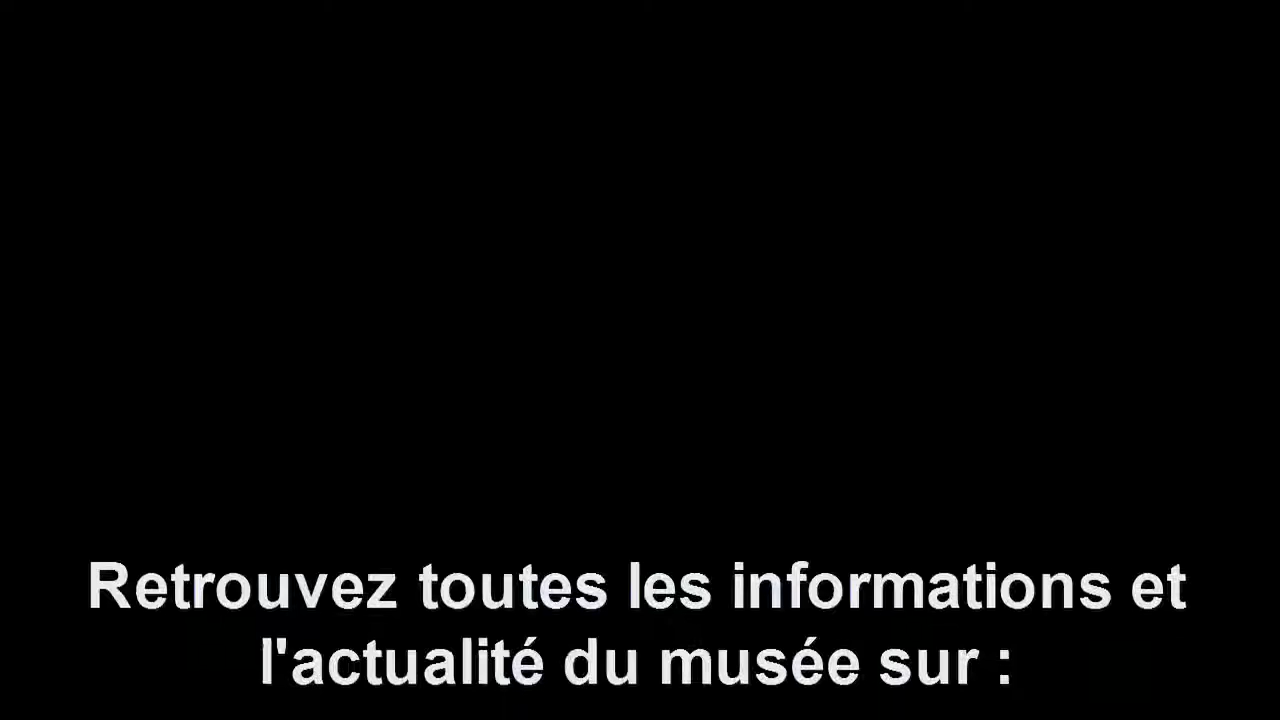 Retrouvez toutes les informations et
l'actualité du musée sur :